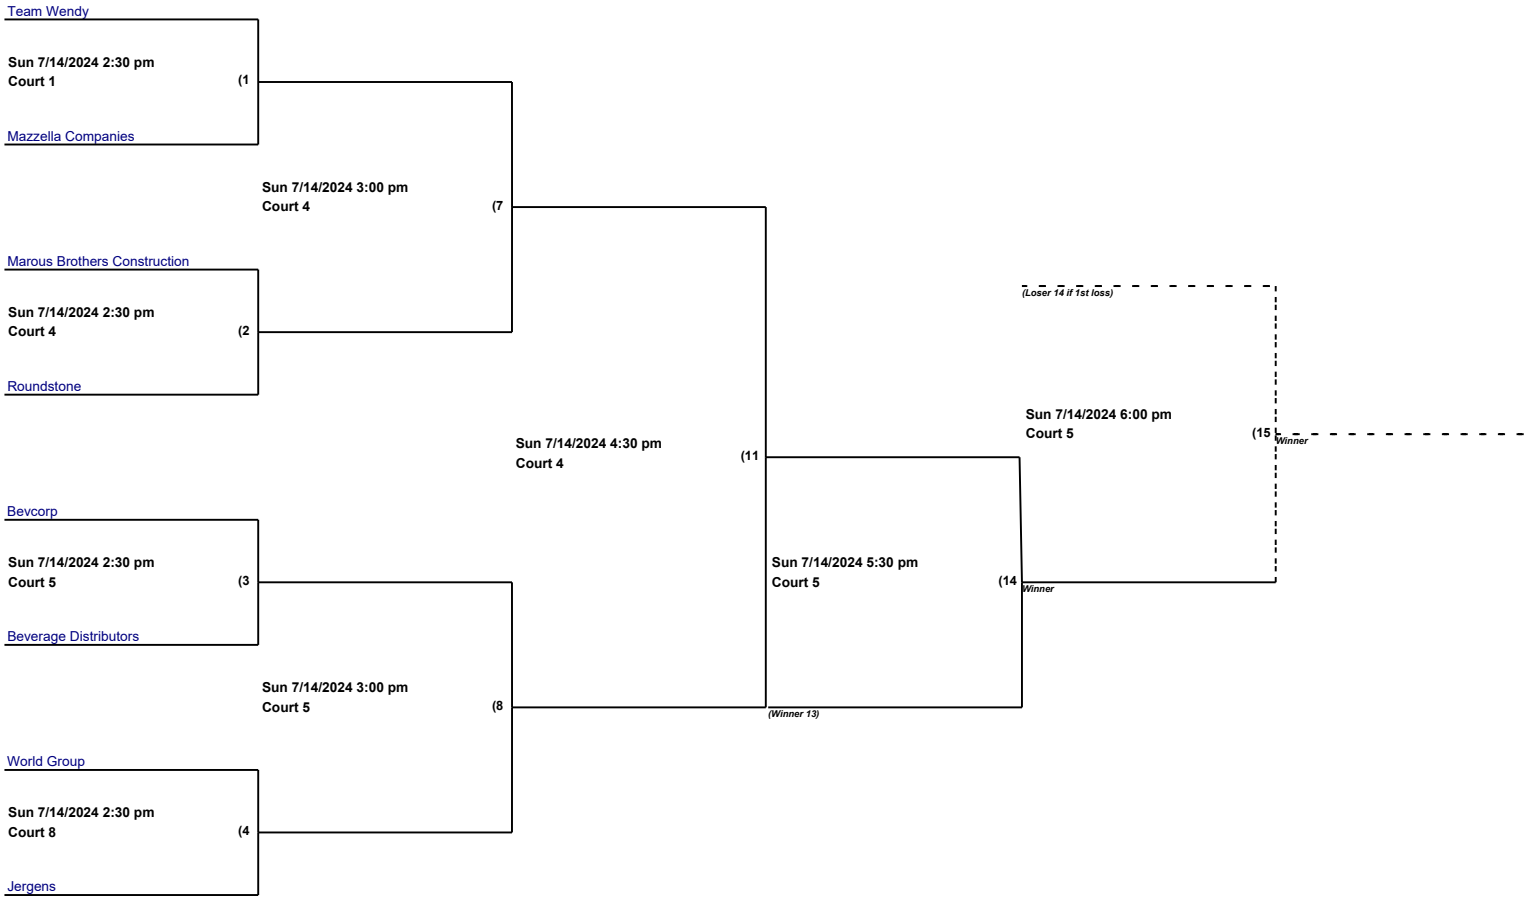 Team Wendy
Sun 7/14/2024 2:30 pm
Court 1
(1
Mazzella Companies
Sun 7/14/2024 3:00 pm
Court 4
(7
Marous Brothers Construction
Sun 7/14/2024 2:30 pm
Court 4
(2
Roundstone
Sun 7/14/2024 4:30 pm
Court 4
(11
Bevcorp
Sun 7/14/2024 2:30 pm
Court 5
(3
Beverage Distributors
Sun 7/14/2024 3:00 pm
Court 5
(8
World Group
Sun 7/14/2024 2:30 pm
Court 8
(4
Jergens
Sun 7/14/2024 5:30 pm
Court 5
(14
Winner
(Winner 13)
(Loser 14 if 1st loss)
Sun 7/14/2024 6:00 pm
Court 5
(15
Winner